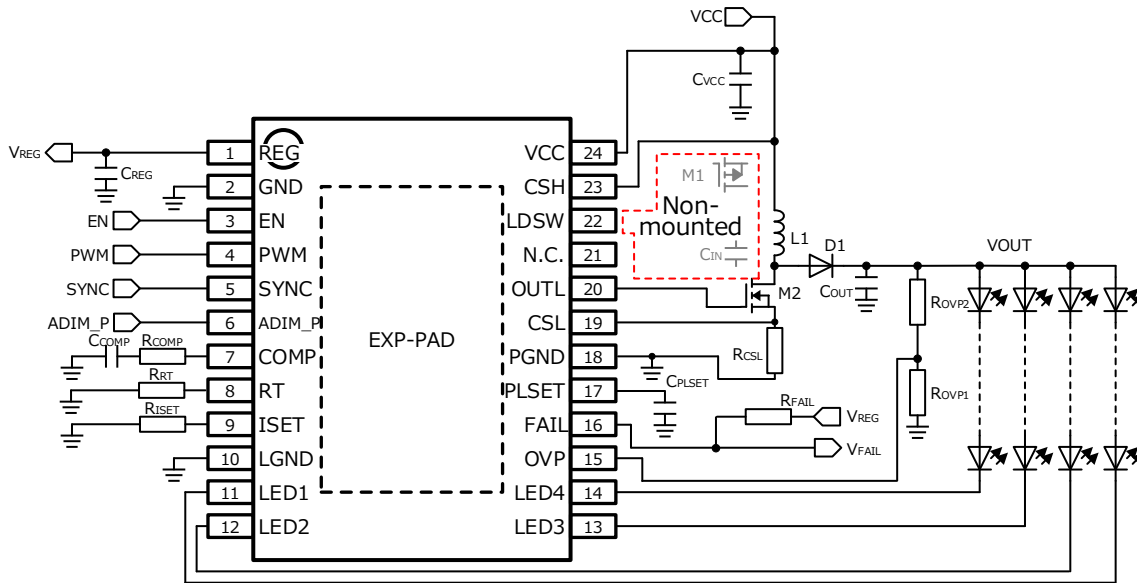 VCC
CVCC
VREG
CREG
1 REG
2 GND
EN 3 EN
PWM 4 PWM
SYNC 5 SYNC
ADIM_P 6 ADIM_P
CCOMP RCOMP 7 COMP
RRT 8 RT
RISET 9 ISET
10 LGND
11 LED1
12 LED2
EXP-PAD
VCC 24
CSH 23
LDSW 22
N.C. 21
OUTL 20
CSL 19
PGND 18
PLSET 17
FAIL 16
OVP 15
LED4 14
LED3 13
M1
Non-
mounted
CIN
L1
D1
VOUT
M2
COUT
ROVP2
RCSL
CPLSET
ROVP1
RFAIL
VREG
VFAIL